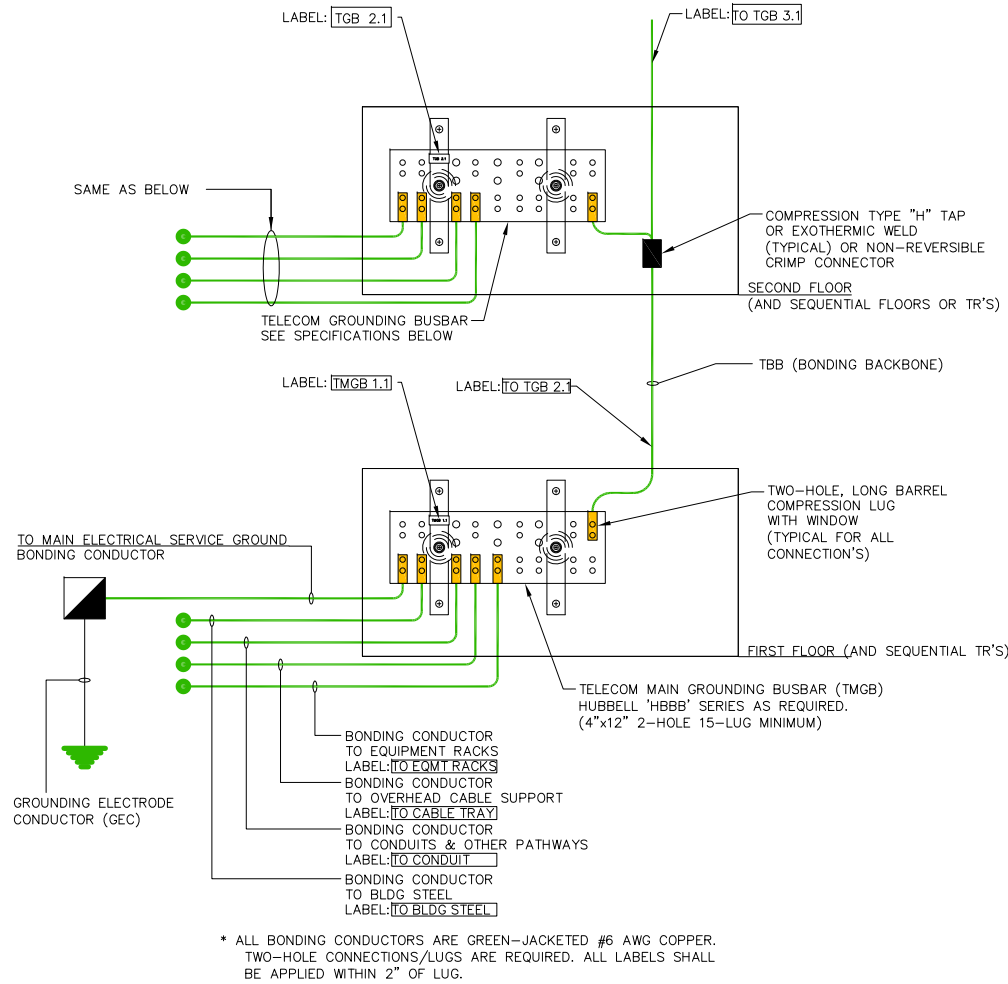 LABEL: TGB 2.1
LABEL: TO TGB 3.1
TGB 2.1
SAME AS BELOW
COMPRESSION TYPE "H" TAP
OR EXOTHERMIC WELD
(TYPICAL) OR NON-REVERSIBLE
CRIMP CONNECTOR
SECOND FLOOR
(AND SEQUENTIAL FLOORS OR TR'S)
TELECOM GROUNDING BUSBAR
SEE SPECIFICATIONS BELOW
TBB (BONDING BACKBONE)
LABEL: TMGB 1.1
LABEL: TO TGB 2.1
TWO-HOLE, LONG BARREL
COMPRESSION LUG
WITH WINDOW
(TYPICAL FOR ALL
CONNECTION'S)
TMGB 1.1
TO MAIN ELECTRICAL SERVICE GROUND
BONDING CONDUCTOR
FIRST FLOOR (AND SEQUENTIAL TR'S)
TELECOM MAIN GROUNDING BUSBAR (TMGB)
HUBBELL 'HBBB' SERIES AS REQUIRED.
(4"x12" 2-HOLE 15-LUG MINIMUM)
BONDING CONDUCTOR
TO EQUIPMENT RACKS
LABEL: TO EQMT RACKS
BONDING CONDUCTOR
TO OVERHEAD CABLE SUPPORT
LABEL: TO CABLE TRAY
BONDING CONDUCTOR
TO CONDUITS & OTHER PATHWAYS
LABEL: TO CONDUIT
BONDING CONDUCTOR
TO BLDG STEEL
LABEL: TO BLDG STEEL
GROUNDING ELECTRODE
CONDUCTOR (GEC)
* ALL BONDING CONDUCTORS ARE GREEN-JACKETED #6 AWG COPPER.
TWO-HOLE CONNECTIONS/LUGS ARE REQUIRED. ALL LABELS SHALL
BE APPLIED WITHIN 2" OF LUG.